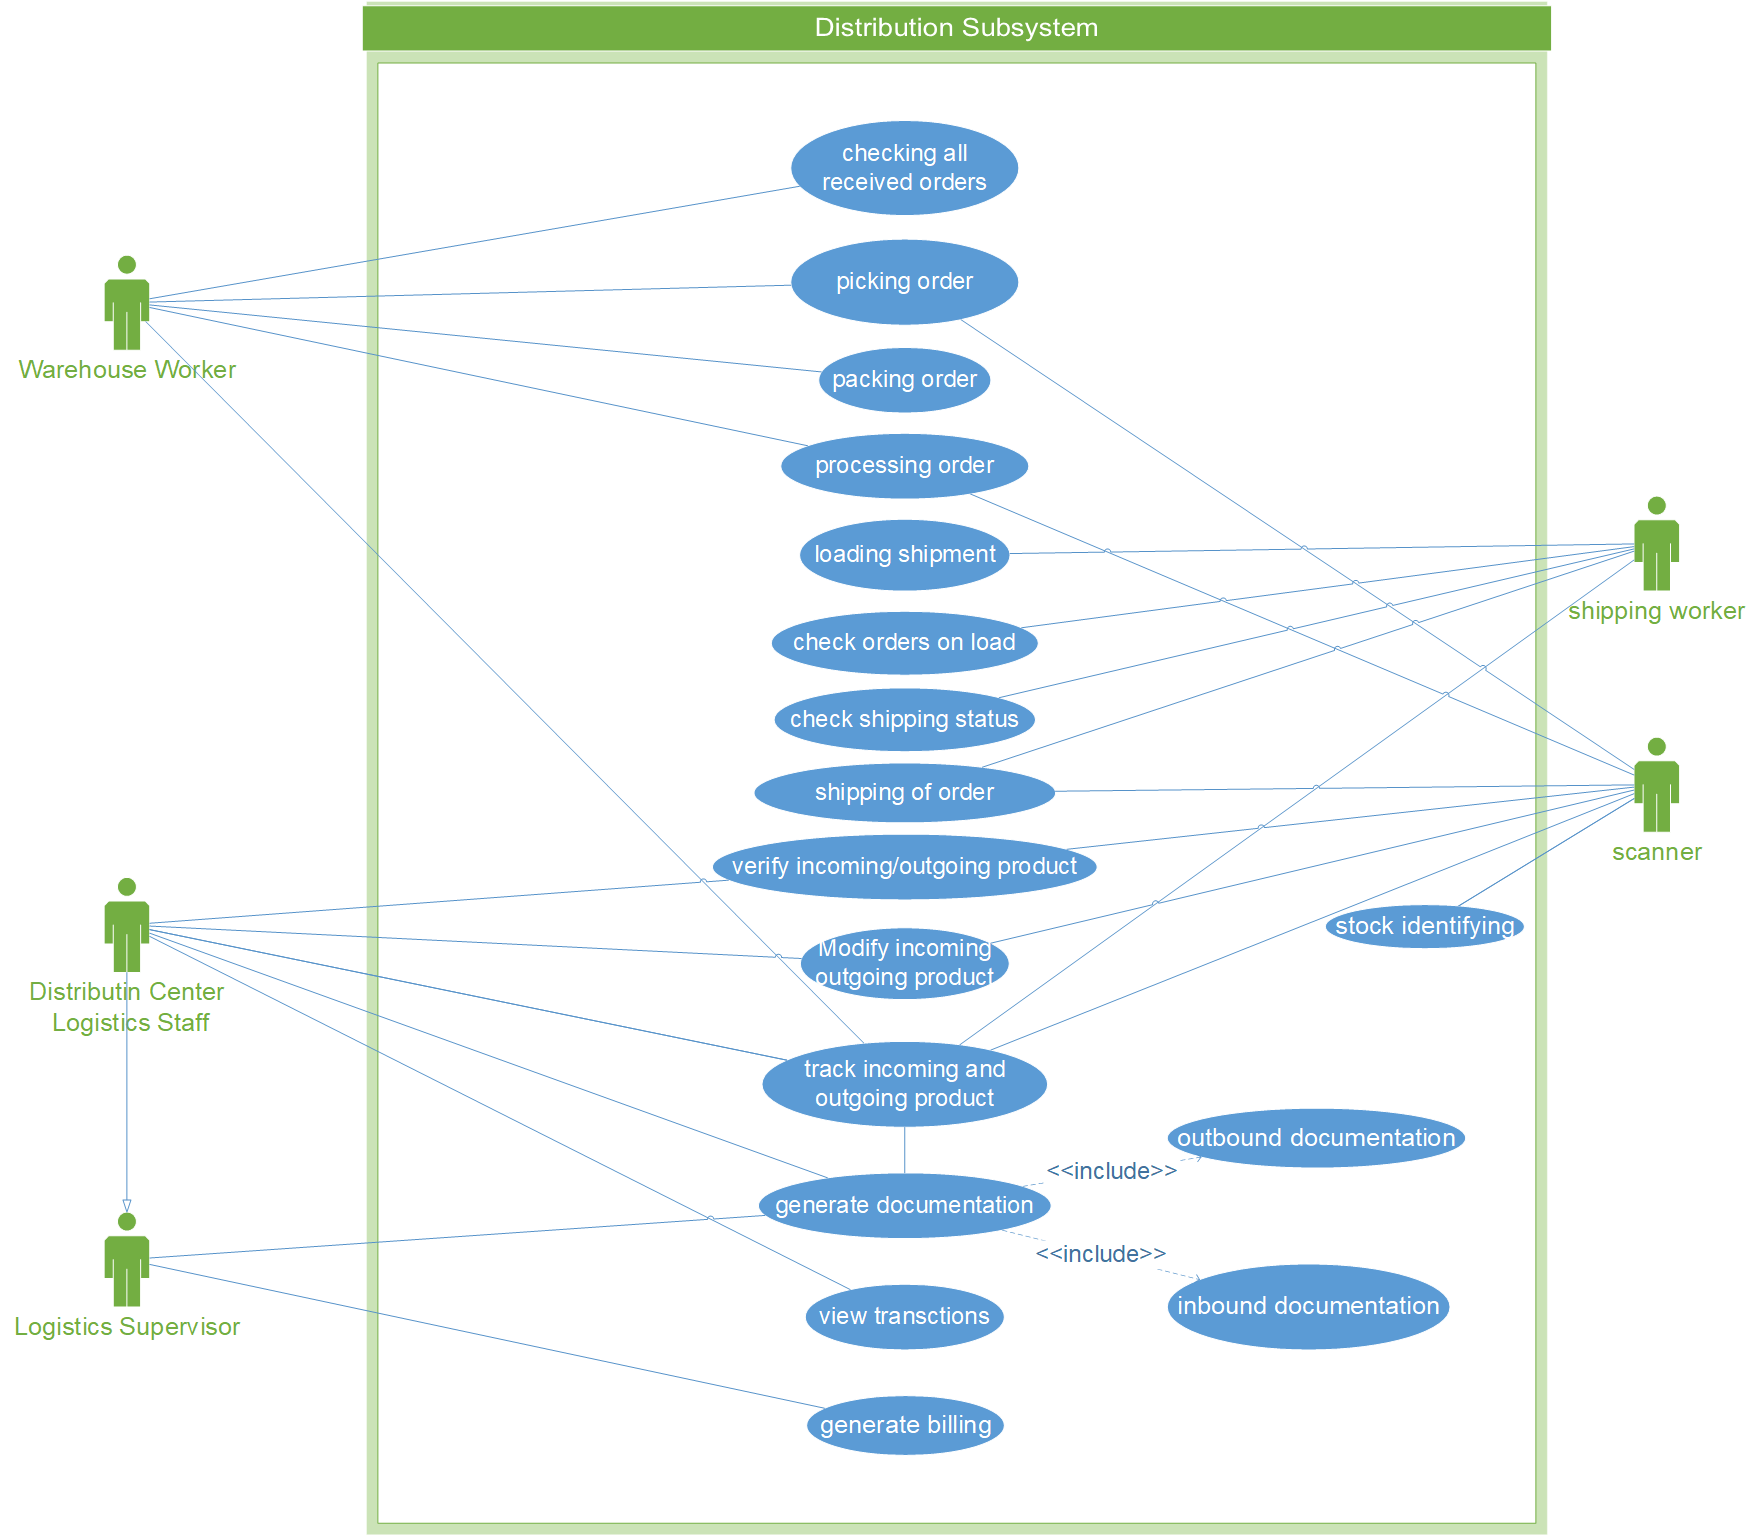 Distribution Subsystem
checking all
received orders
picking order
Warehouse Worker
packing order
processing order
loading shipment
shipping worker
check orders on load
check shipping status
shipping of order
scanner
verify incoming/outgoing product
stock identifying
Modify incoming
outgoing product
Distributin Center
Logistics Staff
track incoming and
outgoing product
outbound documentation
<<include>>
generate documentation
<<include>>
inbound documentation
view transctions
Logistics Supervisor
generate billing